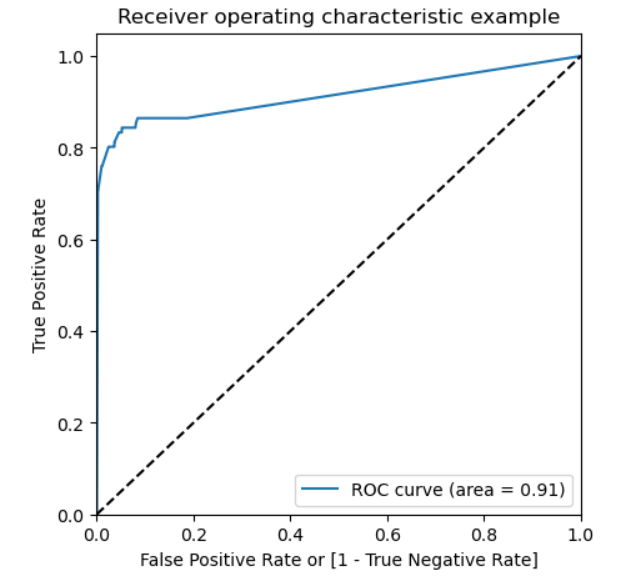 Receiver operating characteristic example
True Positive Rate
1.0
0.8
0.6
0.4
0.2
0.0
ROC curve (area = 0.91)
0.0 0.2 0.4 0.6 0.8 1.0
False Positive Rate or [1 - True Negative Rate]